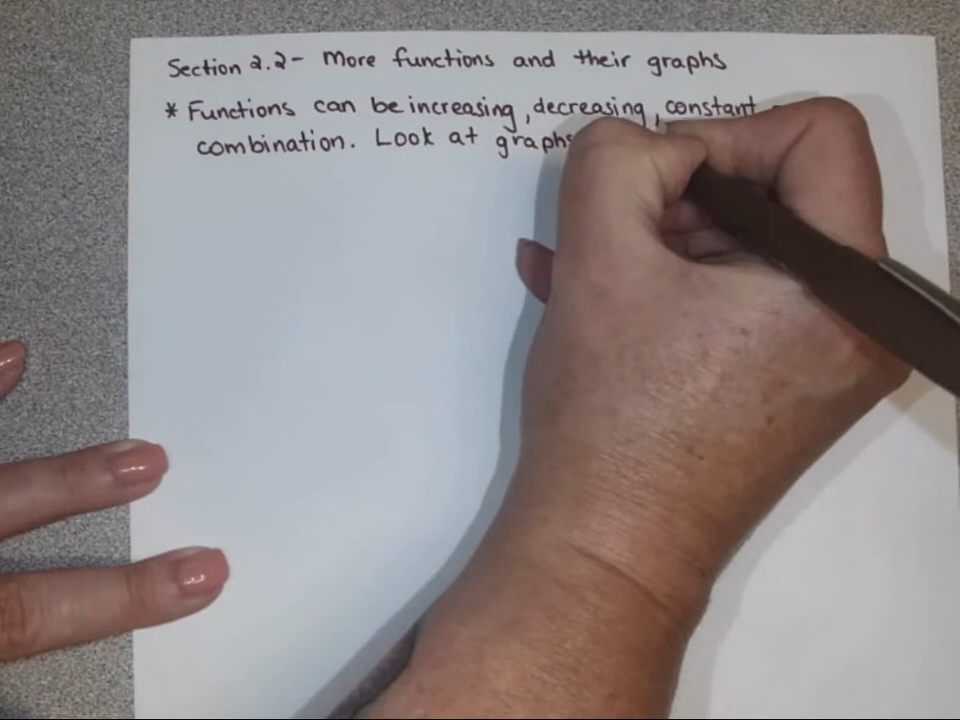 Section 2.2- More functions and their graphs
* Functions can be increasing, decreasing, constant
combination. Look at graphs